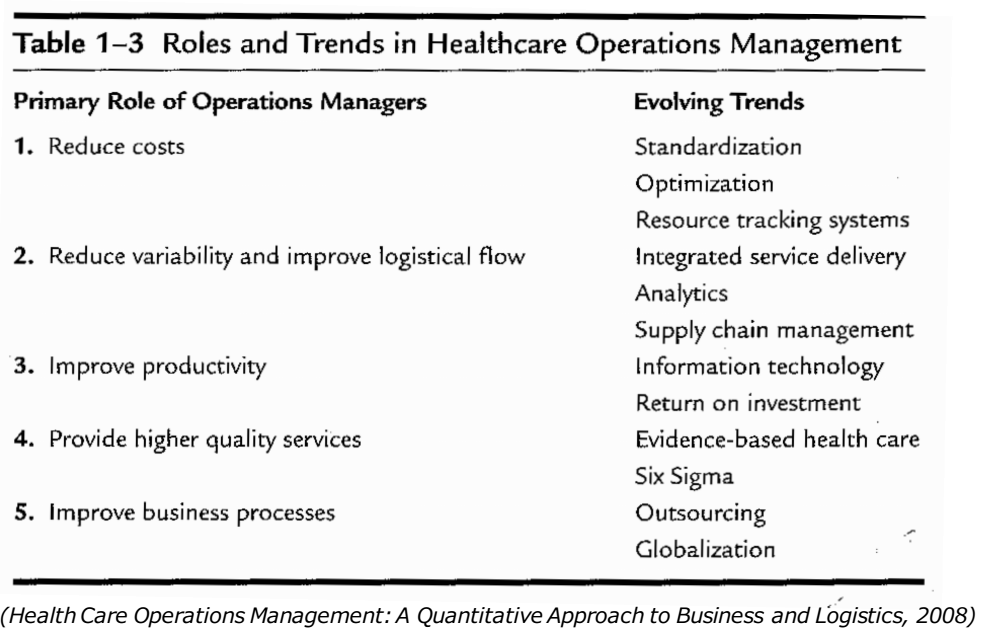 Table 1–3 Roles and Trends in Healthcare Operations Management
Primary Role of Operations Managers Evolving Trends
1. Reduce costs Standardization
Optimization
Resource tracking systems
2. Reduce variability and improve logistical flow Integrated service delivery
Analytics
Supply chain management
3. Improve productivity Information technology
Return on investment
4. Provide higher quality services Evidence-based health care
Six Sigma
5. Improve business processes Outsourcing
Globalization
(Health Care Operations Management: A Quantitative Approach to Business and Logistics, 2008)